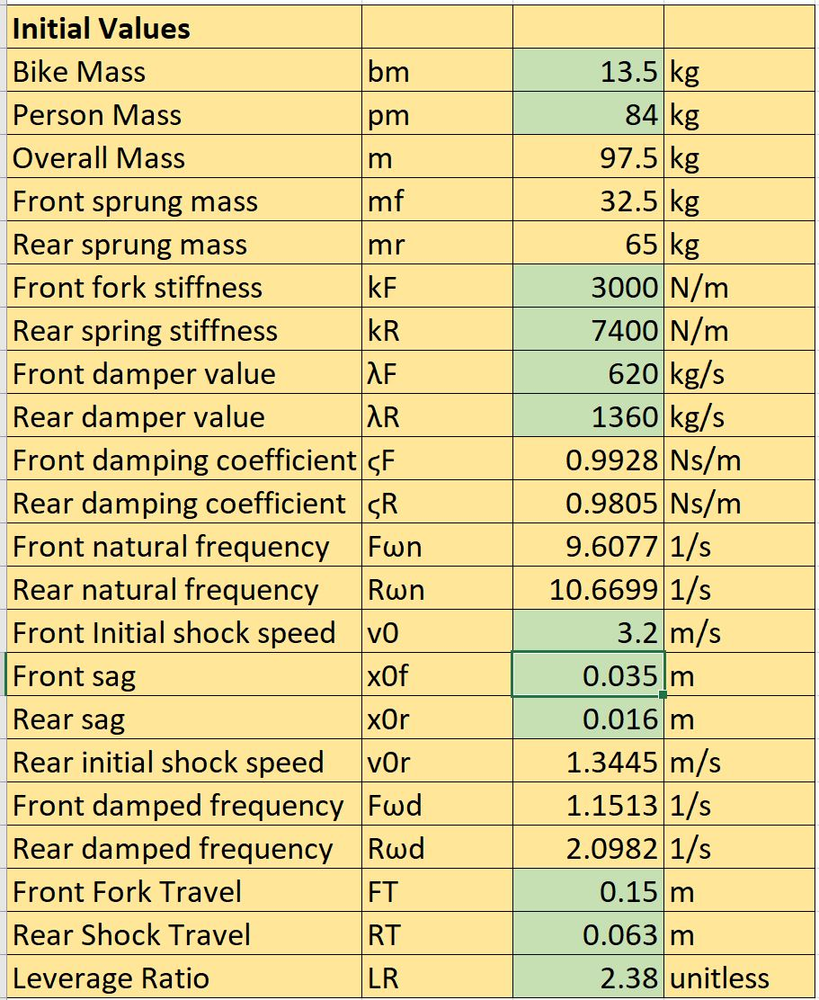 Initial Values
Bike Mass bm 13.5 kg
Person Mass pm 84 kg
Overall Mass m 97.5 kg
Front sprung mass mf 32.5 kg
Rear sprung mass mr 65 kg
Front fork stiffness kF 3000 N/m
Rear spring stiffness kR 7400 N/m
Front damper value λF 620 kg/s
Rear damper value λR 1360 kg/s
Front damping coefficient ςF 0.9928 Ns/m
Rear damping coefficient ςR 0.9805 Ns/m
Front natural frequency Fωn 9.6077 1/s
Rear natural frequency Rωn 10.6699 1/s
Front Initial shock speed v0 3.2 m/s
Front sag x0f 0.035 m
Rear sag x0r 0.016 m
Rear initial shock speed v0r 1.3445 m/s
Front damped frequency Fωd 1.1513 1/s
Rear damped frequency Rωd 2.0982 1/s
Front Fork Travel FT 0.15 m
Rear Shock Travel RT 0.063 m
Leverage Ratio LR 2.38 unitless